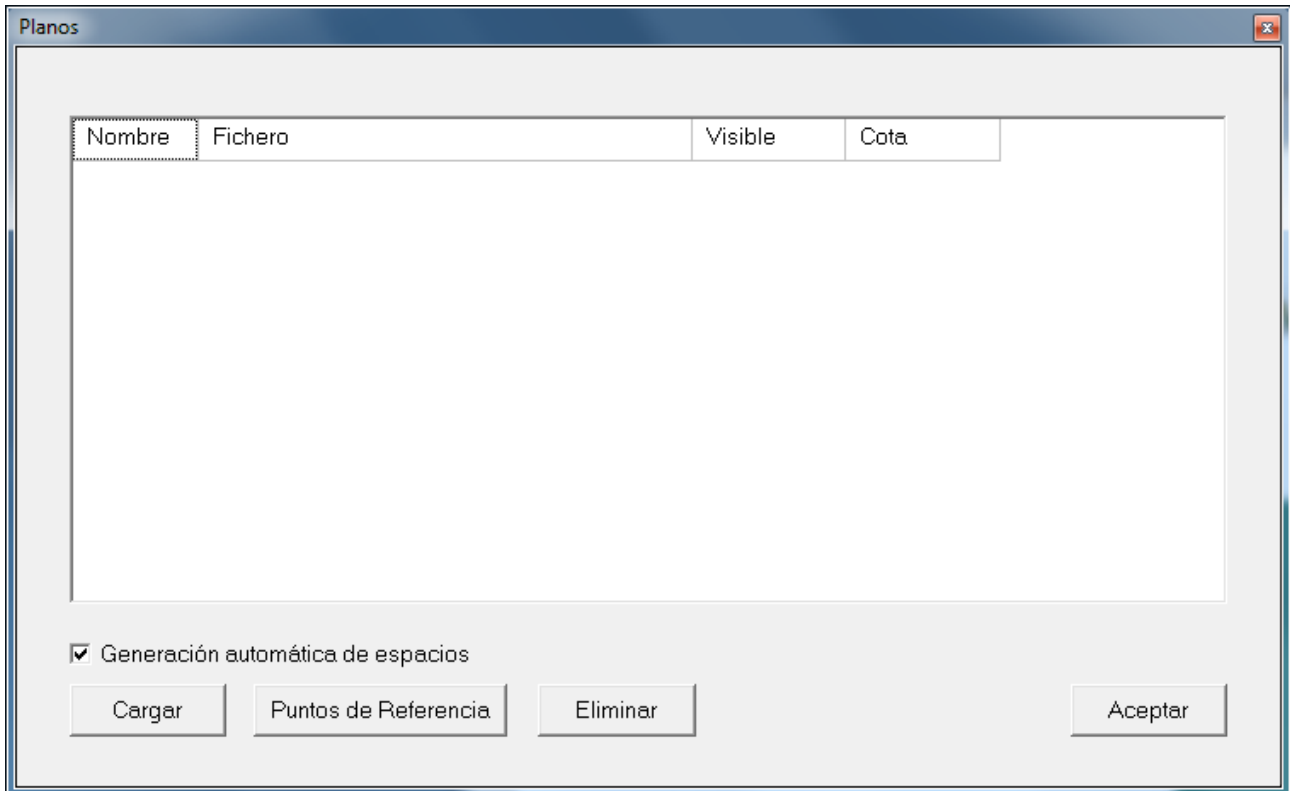 Planos
Nombre Fichero Visible Cota
Generación automática de espacios
Cargar Puntos de Referencia Eliminar Aceptar